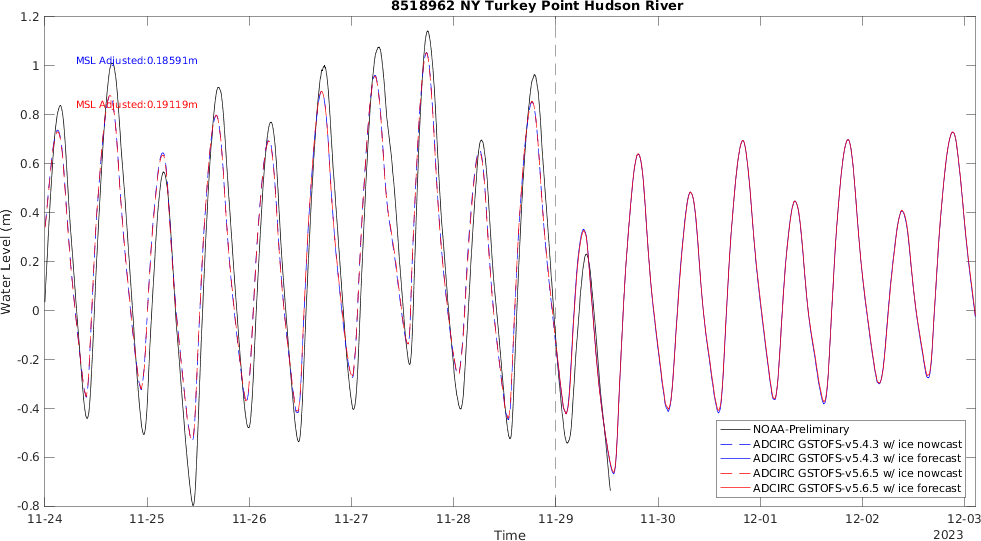 8518962 NY Turkey Point Hudson River
1.2
1
0.8
0.6
0.4
0.2
0
-0.2
-0.4
-0.6
-0.8
Water Level (m)
MSL Adjusted:0.18591m
MSL Adjusted:0.19119m
NOAA-Preliminary
ADCIRC GSTOFS-v5.4.3 w/ ice nowcast
ADCIRC GSTOFS-v5.4.3 w/ ice forecast
ADCIRC GSTOFS-v5.6.5 w/ ice nowcast
ADCIRC GSTOFS-v5.6.5 w/ ice forecast
11-24 11-25 11-26 11-27 11-28 11-29 11-30 12-01 12-02 12-03
Time
2023